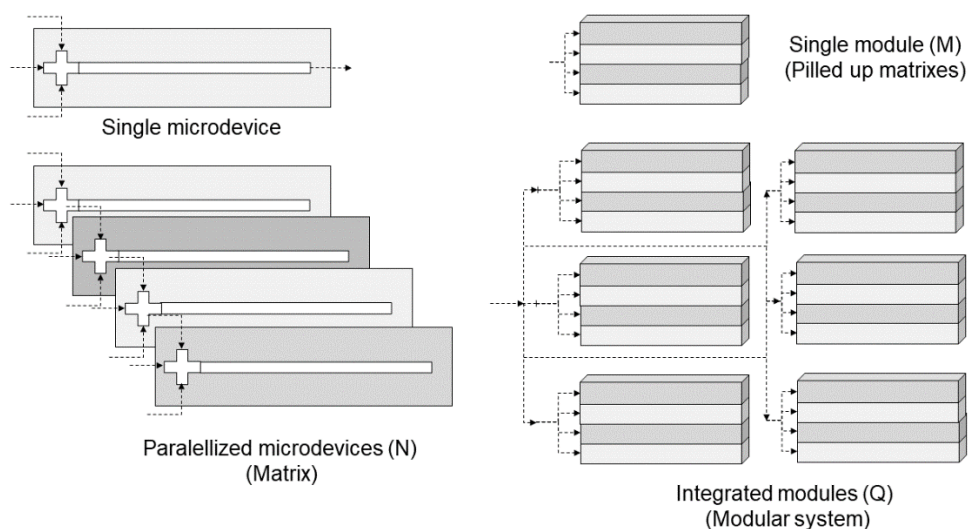 Single microdevice
Paralellized microdevices (N)
(Matrix)
Single module (M)
(Pilled up matrixes)
Integrated modules (Q)
(Modular system)